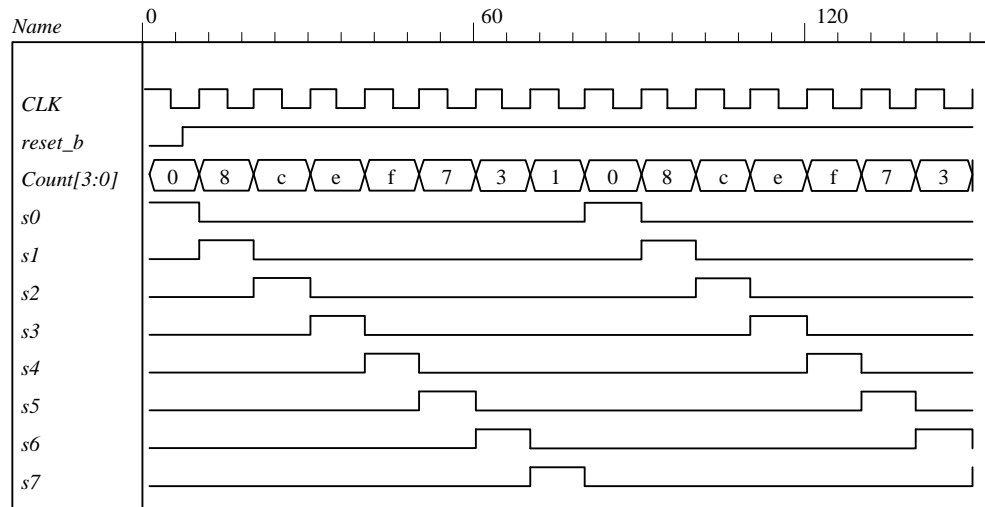 Name 0 60 120
CLK
reset_b
Count[3:0] 0 8 c e f 7 3 1 0 8 c e f 7 3
s0
s1
s2
s3
s4
s5
s6
s7